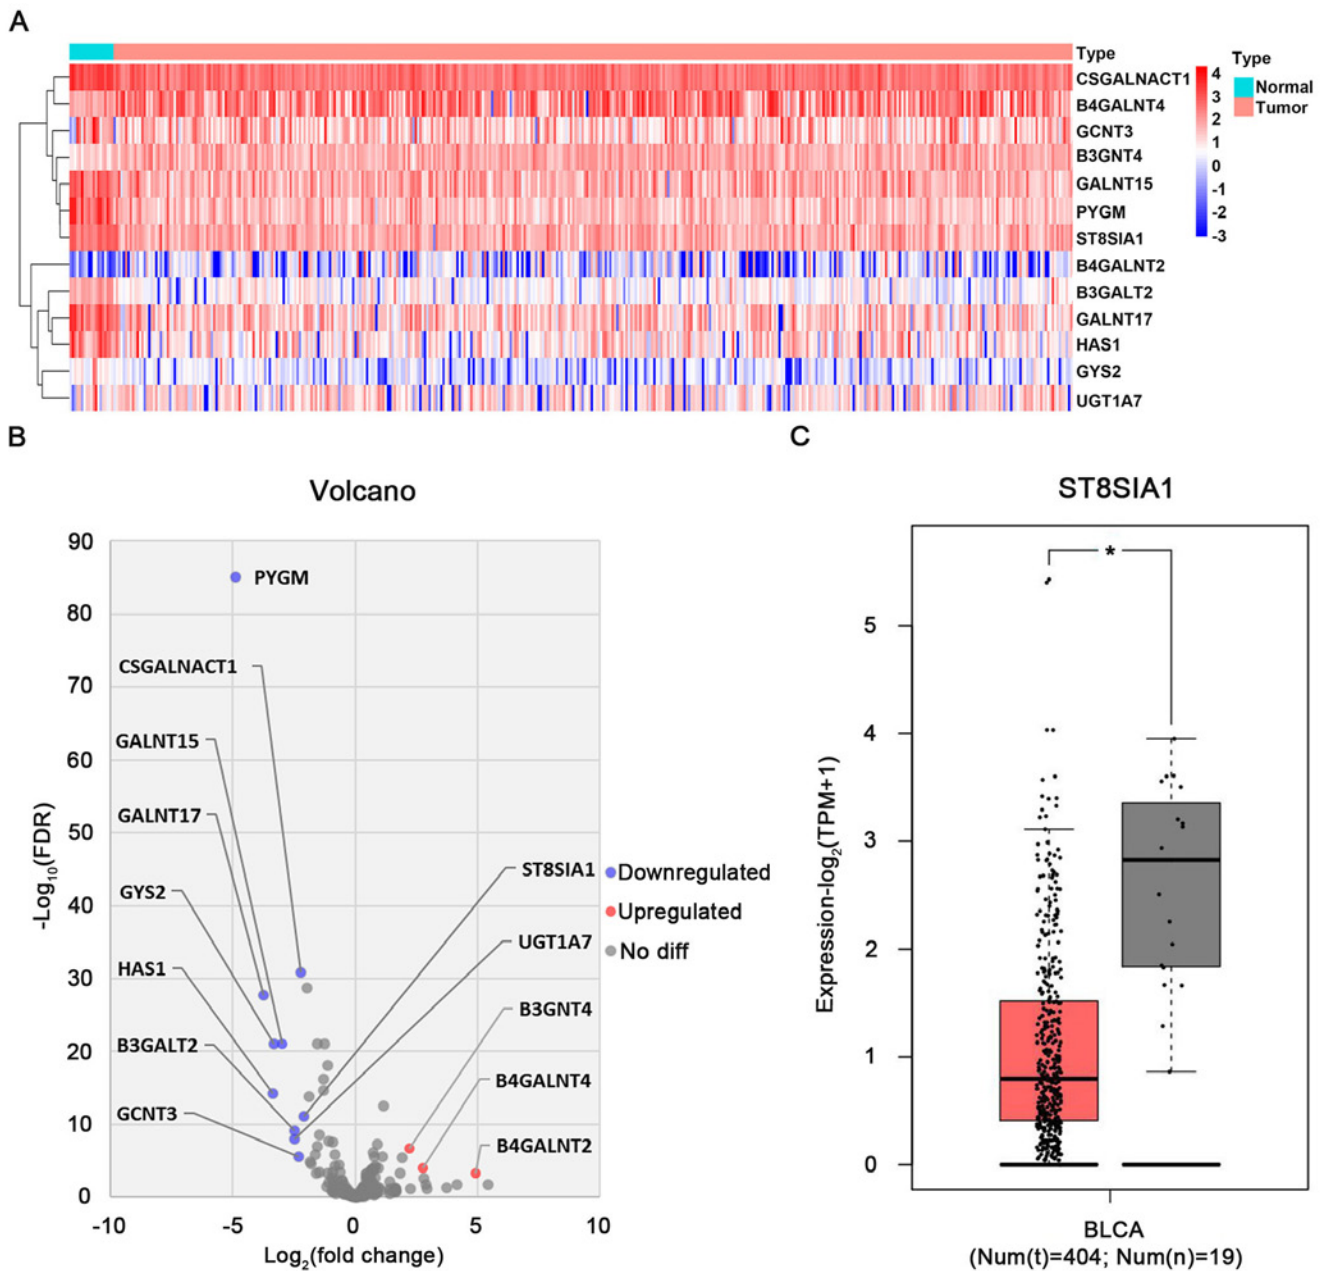 A
Type
CSGALNACT1
B4GALNT4
GCNT3
B3GNT4
GALNT15
PYGM
ST8SIA1
B4GALNT2
B3GALT2
GALNT17
HAS1
GYS2
UGT1A7
4
3
2
1
0
-1
-2
-3
Type
Normal
Tumor
B
Volcano
-Log10(FDR)
90
80
70
60
50
40
30
20
10
0
PYGM
CSGALNACT1
GALNT15
GALNT17
GYS2
HAS1
B3GALT2
GCNT3
ST8SIA1
UGT1A7
B3GNT4
B4GALNT4
B4GALNT2
-10 -5 0 5 10
Log2(fold change)
Downregulated
Upregulated
No diff
C
ST8SIA1
*
Expression-log2(TPM+1)
5
4
3
2
1
0
BLCA
(Num(t)=404; Num(n)=19)